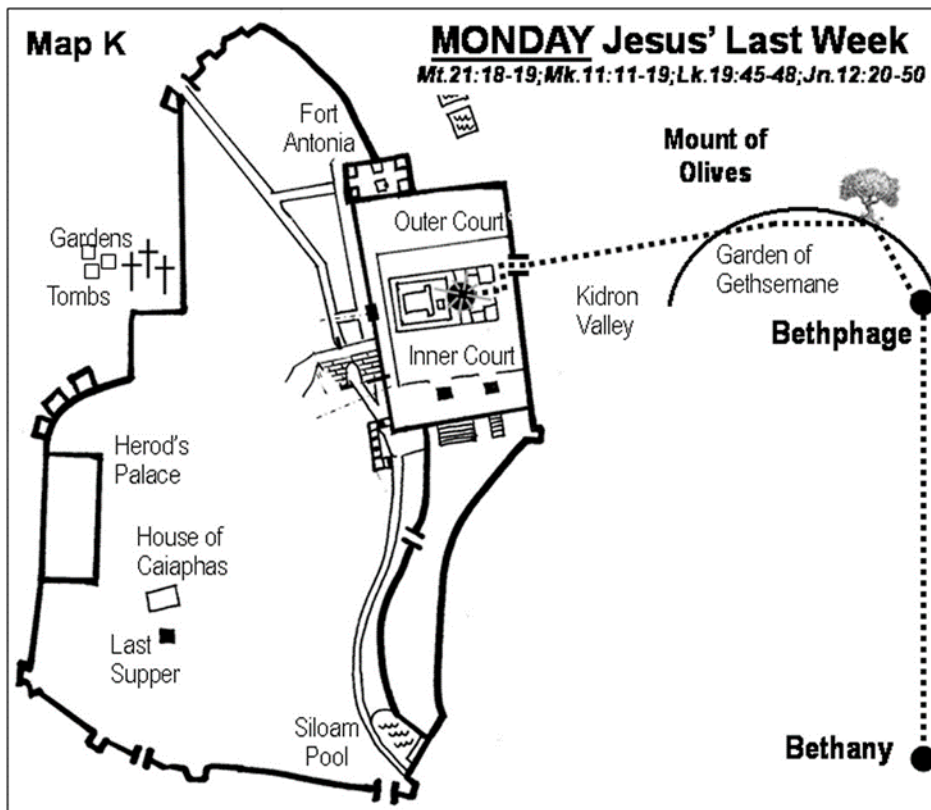 Map K
MONDAY Jesus' Last Week
Mt.21:18-19;Mk.11:11-19;Lk.19:45-48;Jn.12:20-50
Fort
Antonia
Mount of
Olives
Outer Court
Gardens
Tombs
Garden of
Gethsemane
Kidron
Valley
Bethphage
Inner Court
Herod's
Palace
House of
Caiaphas
Last
Supper
Siloam
Pool
Bethany